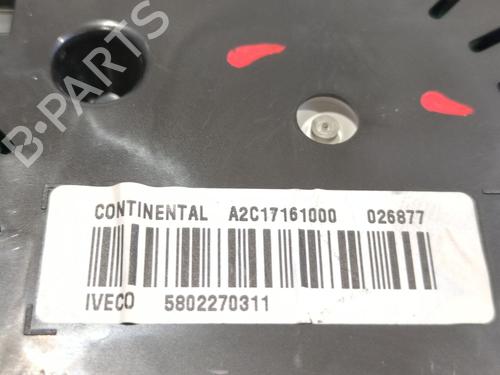 B-PARTS
CONTINENTAL A2C17161000 026877
IVECO 5802270311